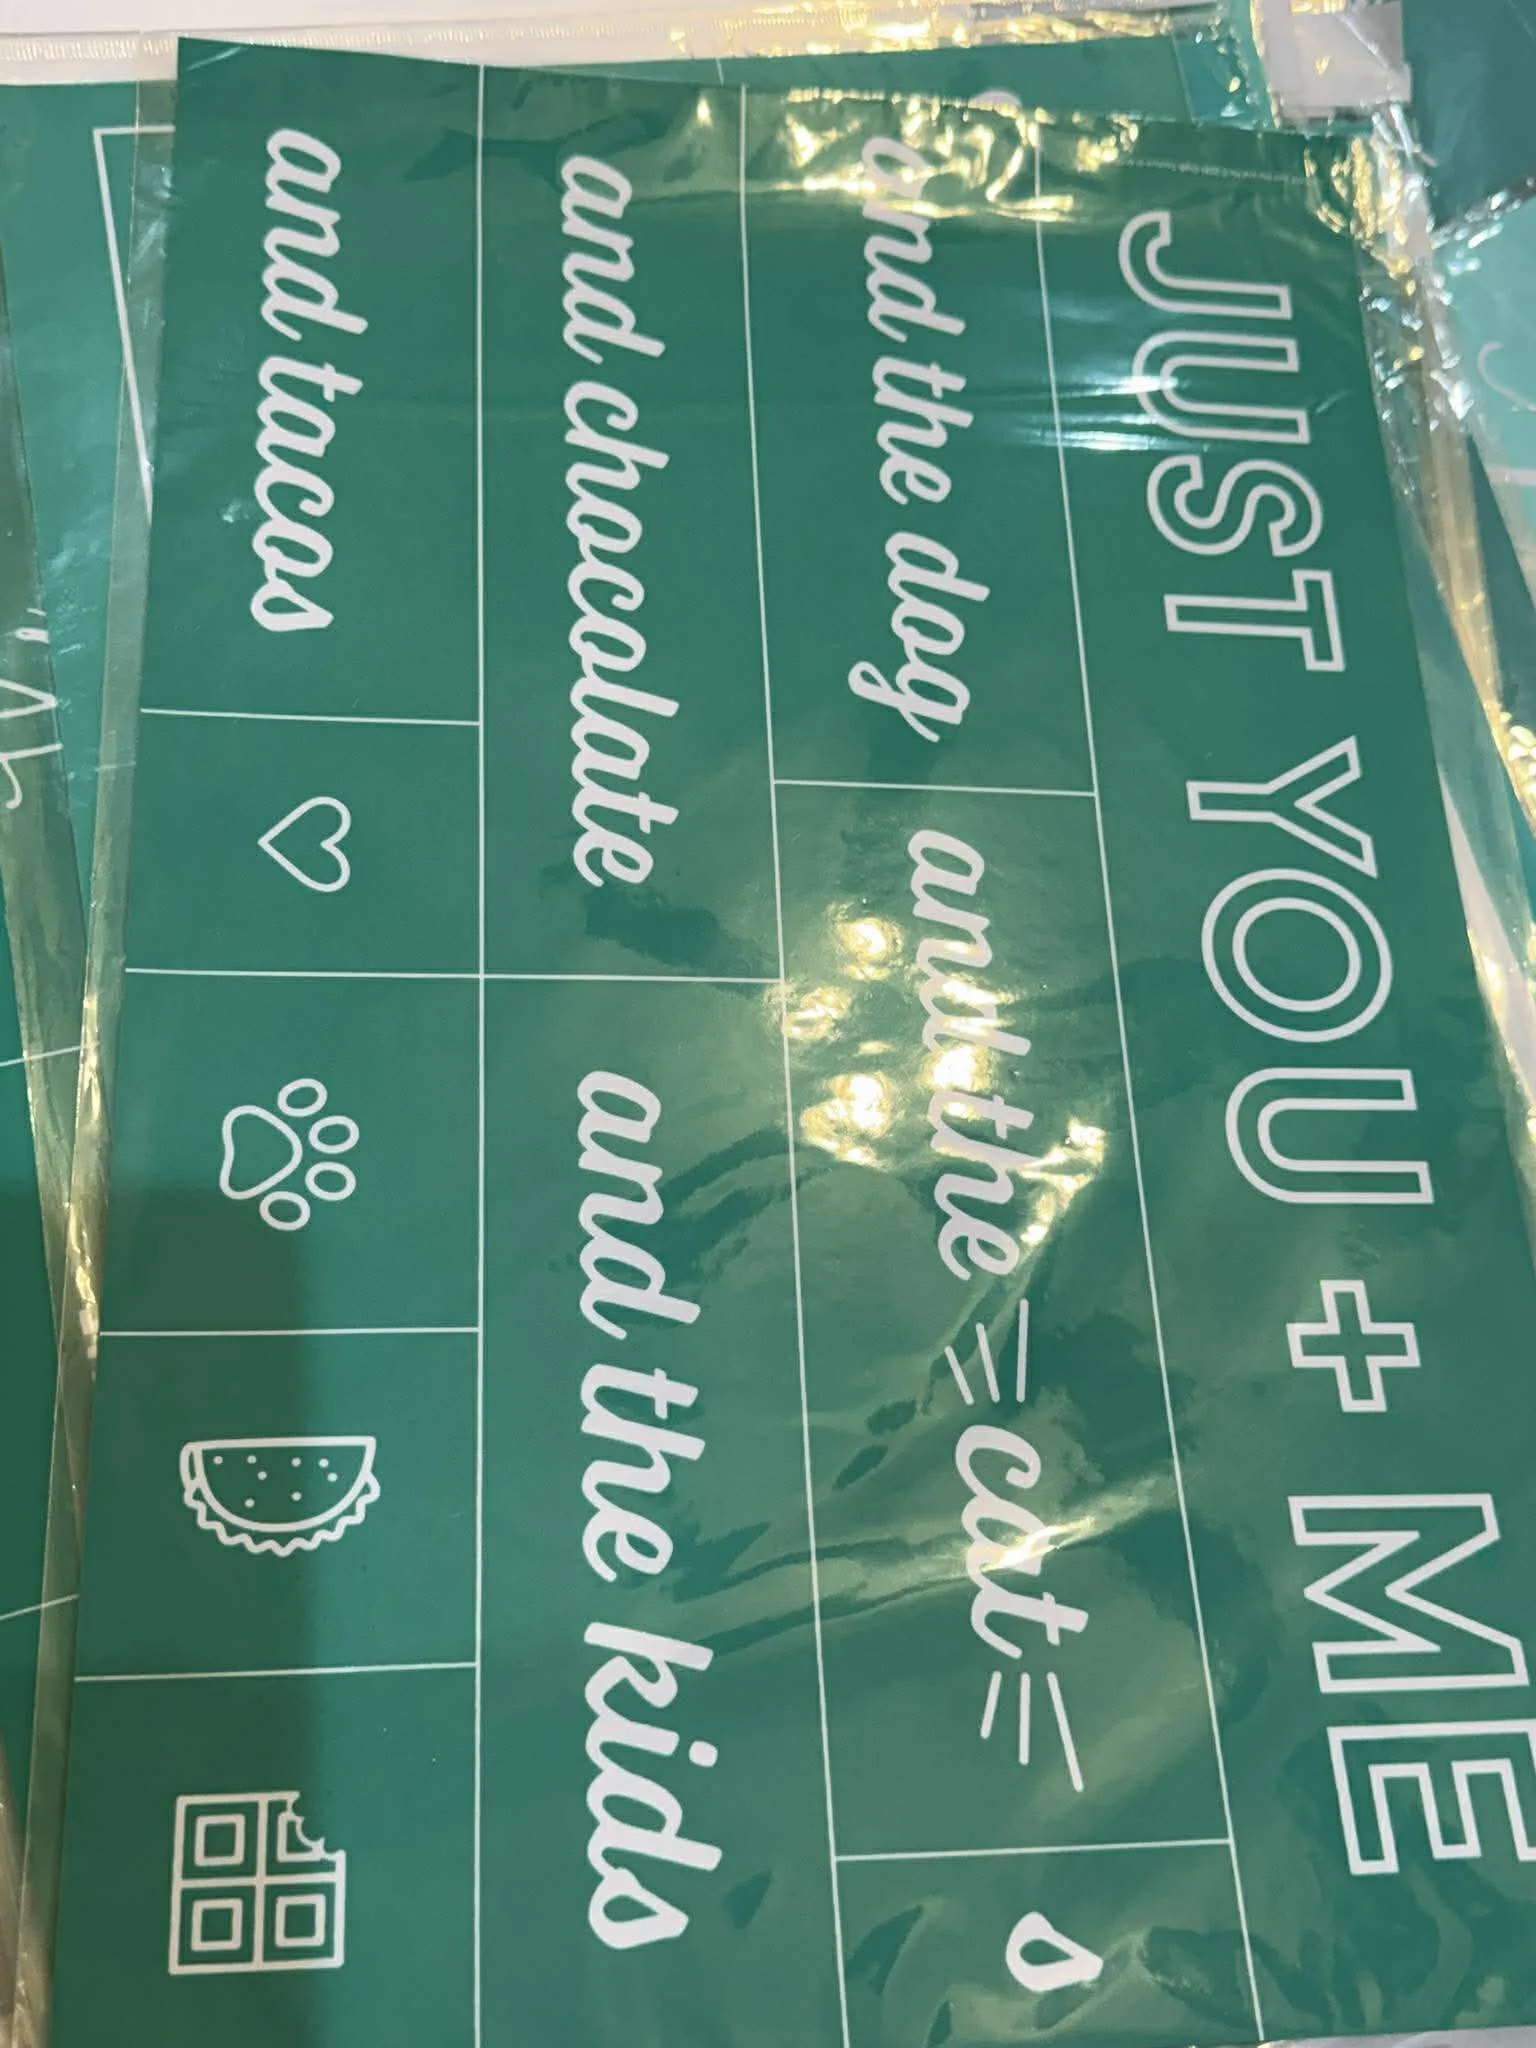 JUST YOU + ME
and the dog
and the cat
s
and chocolate
and the kids
and tacos